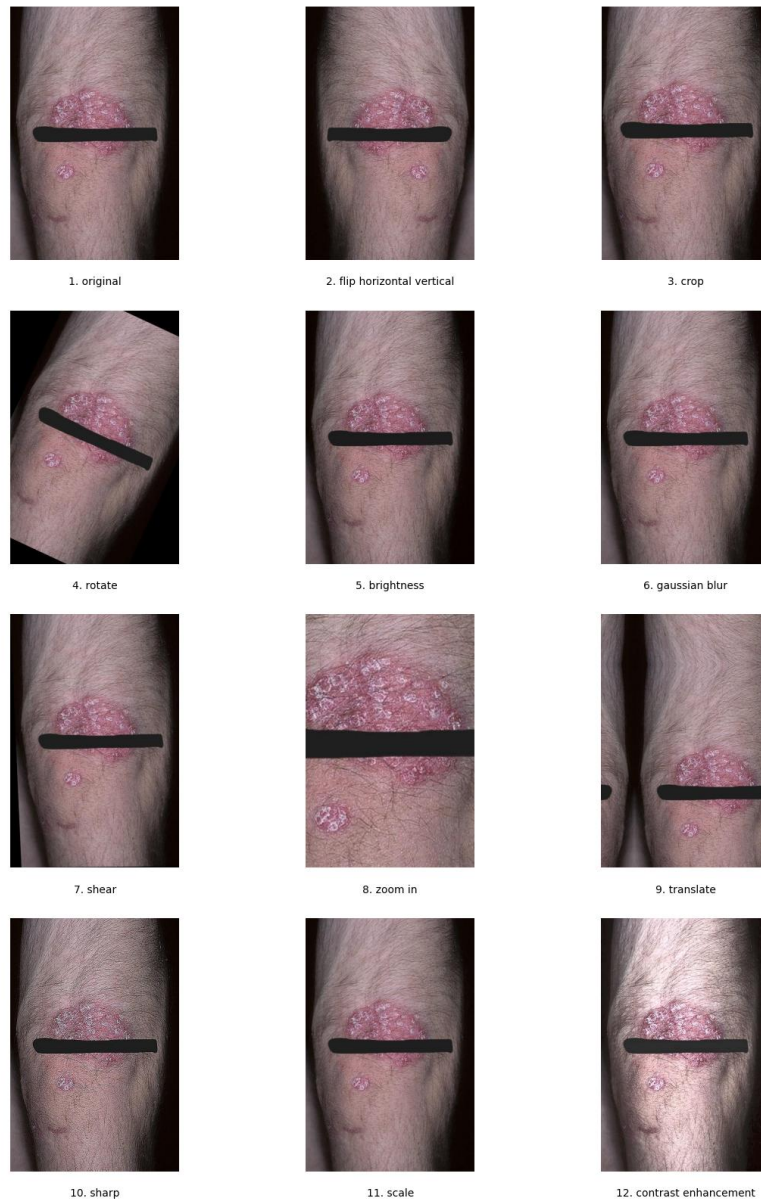 1. original
2. flip horizontal vertical
3. crop
4. rotate
5. brightness
6. gaussian blur
7. shear
8. zoom in
9. translate
10. sharp
11. scale
12. contrast enhancement